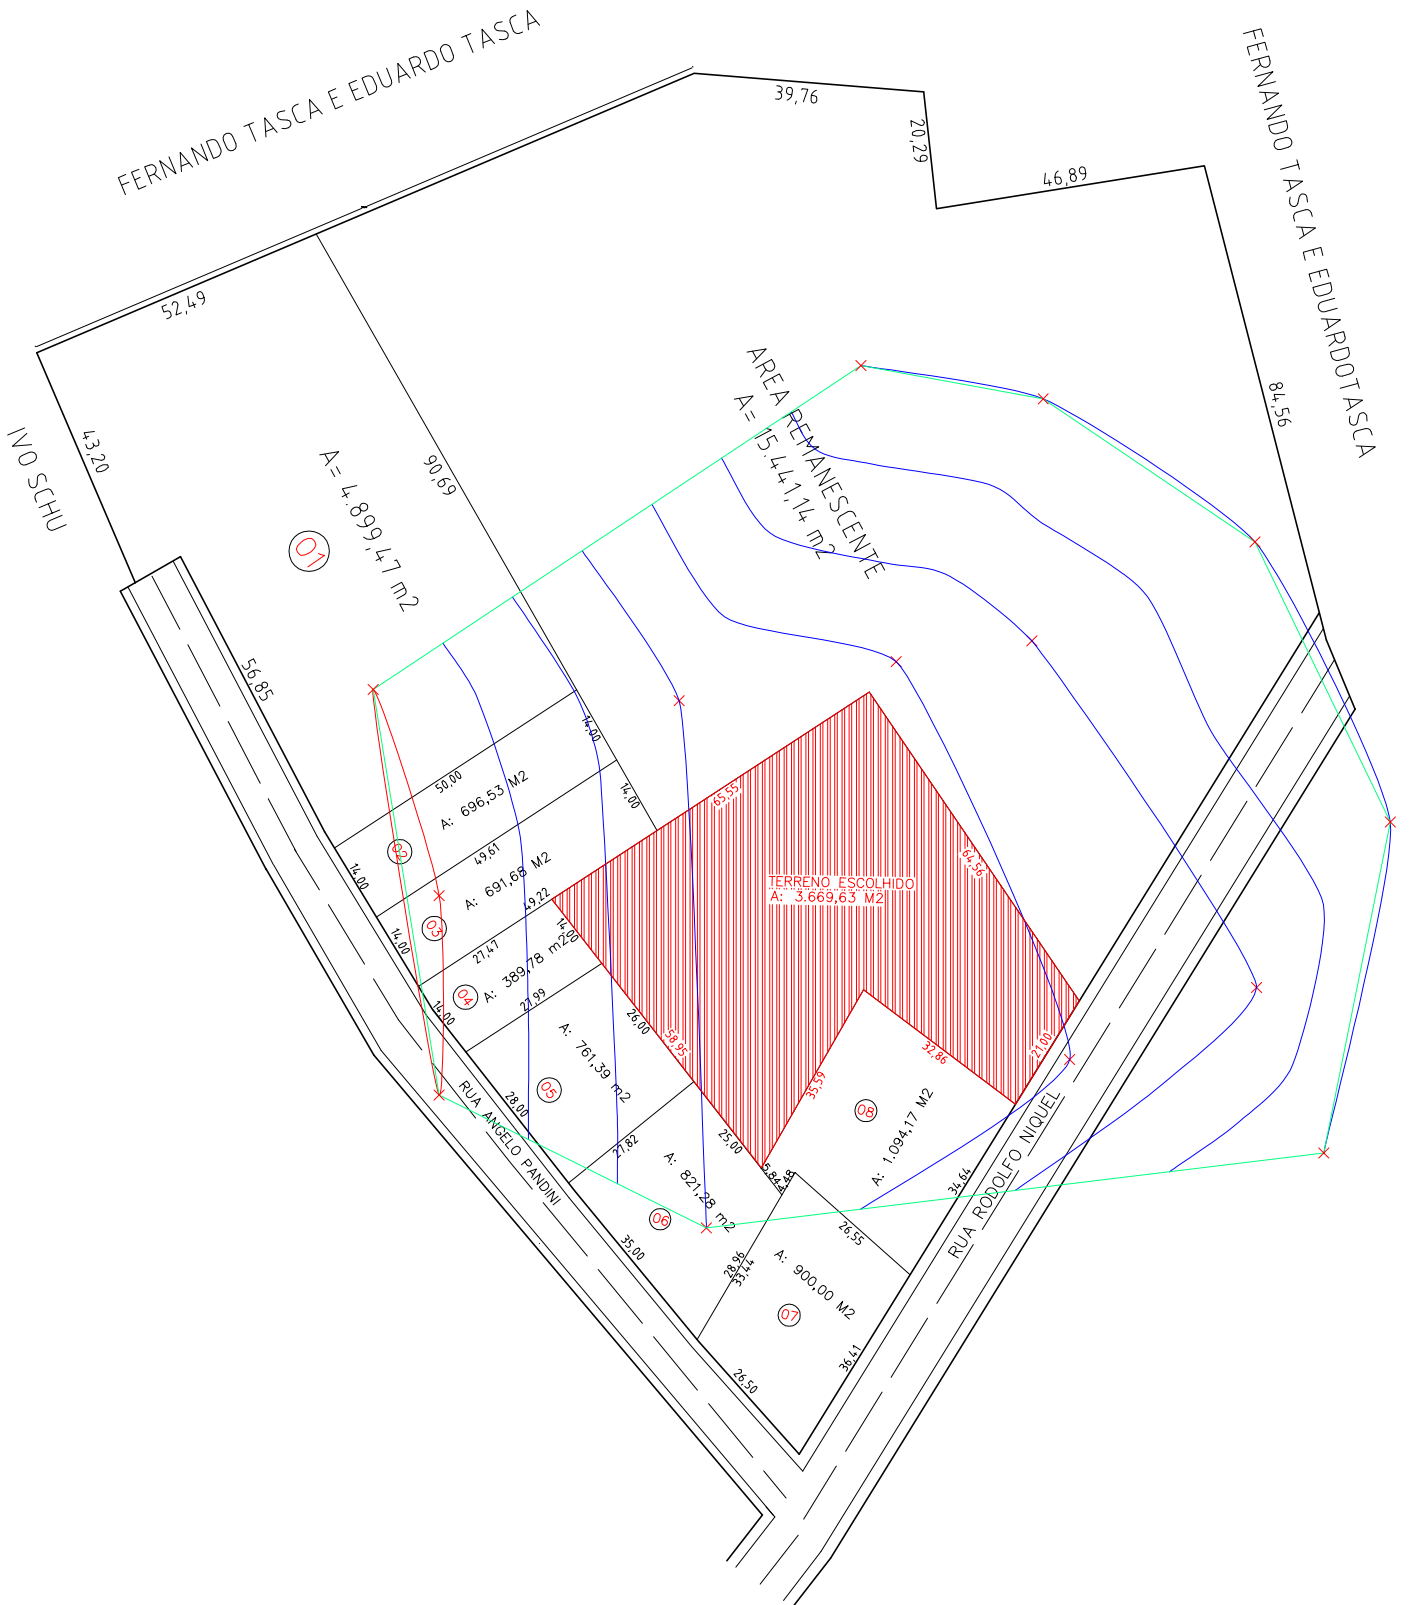 FERNANDO TASCA E EDUARDO TASCA
FERNANDO TASCA E EDUARDOTASCA
39,76
20,29
46,89
84,56
52,49
43,20
IVO SCHU
90,69
A= 4.899,47 m2
01
56,85
AREA REMANESCENTE
A= 15.441,14 m2
14,00
50,00
A: 696,53 M2
02
14,00
14,00
49,61
A: 691,68 M2
03
14,00
49,22
27,47
A: 389,78 m2
04
14,00
14,00
27,99
A: 761,39 m2
05
28,00
26,00
27,82
A: 821,28 m2
06
35,00
25,00
5,84
4,48
65,55
64,56
TERRENO ESCOLHIDO
A: 3.669,63 M2
58,95
35,59
32,86
21,00
08
A: 1.094,17 M2
34,64
26,55
28,96
33,44
A: 900,00 M2
07
36,41
26,50
RUA ANGELO PANDINI
RUA RODOLFO NIQUEL